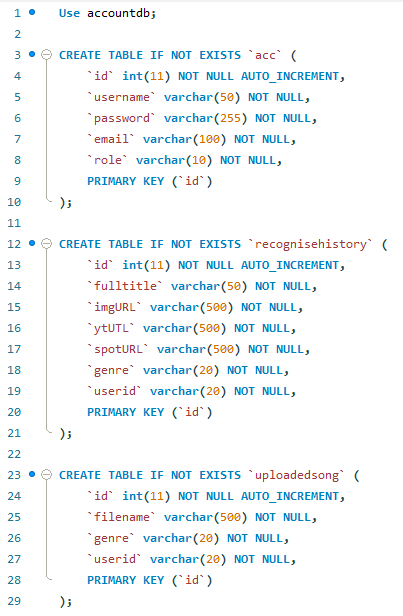 1 Use accountdb;
2
3 CREATE TABLE IF NOT EXISTS `acc` (
4 `id` int(11) NOT NULL AUTO_INCREMENT,
5 `username` varchar(50) NOT NULL,
6 `password` varchar(255) NOT NULL,
7 `email` varchar(100) NOT NULL,
8 `role` varchar(10) NOT NULL,
9 PRIMARY KEY (`id`)
10 );
11
12 CREATE TABLE IF NOT EXISTS `recognisehistory` (
13 `id` int(11) NOT NULL AUTO_INCREMENT,
14 `fulltitle` varchar(50) NOT NULL,
15 `imgURL` varchar(500) NOT NULL,
16 `ytUTL` varchar(500) NOT NULL,
17 `spotURL` varchar(500) NOT NULL,
18 `genre` varchar(20) NOT NULL,
19 `userid` varchar(20) NOT NULL,
20 PRIMARY KEY (`id`)
21 );
22
23 CREATE TABLE IF NOT EXISTS `uploadedsong` (
24 `id` int(11) NOT NULL AUTO_INCREMENT,
25 `filename` varchar(500) NOT NULL,
26 `genre` varchar(20) NOT NULL,
27 `userid` varchar(20) NOT NULL,
28 PRIMARY KEY (`id`)
29 );